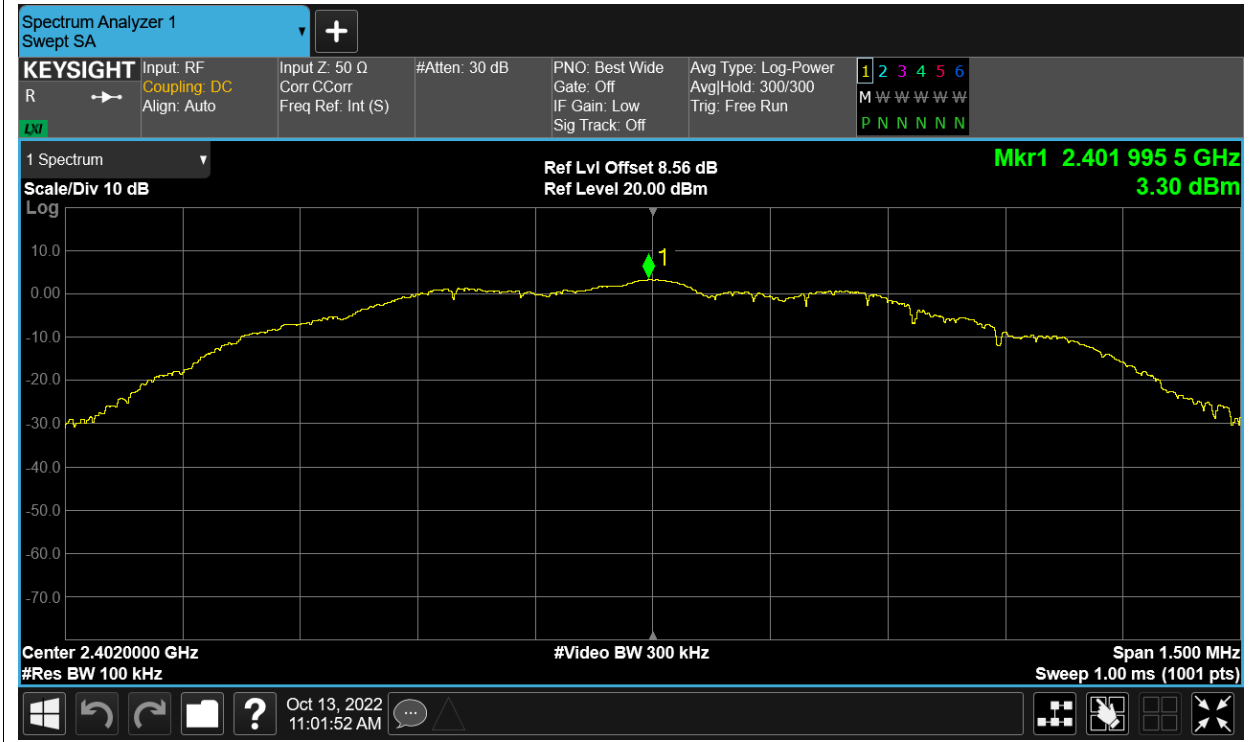 Spectrum Analyzer 1
Swept SA
KEYSIGHT
R
LXI
Input: RF
Coupling: DC
Align: Auto
Input Z: 50 Ω
Corr CCorr
Freq Ref: Int (S)
#Atten: 30 dB
PNO: Best Wide
Gate: Off
IF Gain: Low
Sig Track: Off
Avg Type: Log-Power
Avg|Hold: 300/300
Trig: Free Run
1 2 3 4 5 6
M W W W W W
P N N N N N
1 Spectrum
Scale/Div 10 dB
Log
Ref Lvl Offset 8.56 dB
Ref Level 20.00 dBm
Mkr1 2.401 995 5 GHz
3.30 dBm
1
10.0
0.00
-10.0
-20.0
-30.0
-40.0
-50.0
-60.0
-70.0
Center 2.4020000 GHz
#Res BW 100 kHz
#Video BW 300 kHz
Span 1.500 MHz
Sweep 1.00 ms (1001 pts)
?
Oct 13, 2022
11:01:52 AM